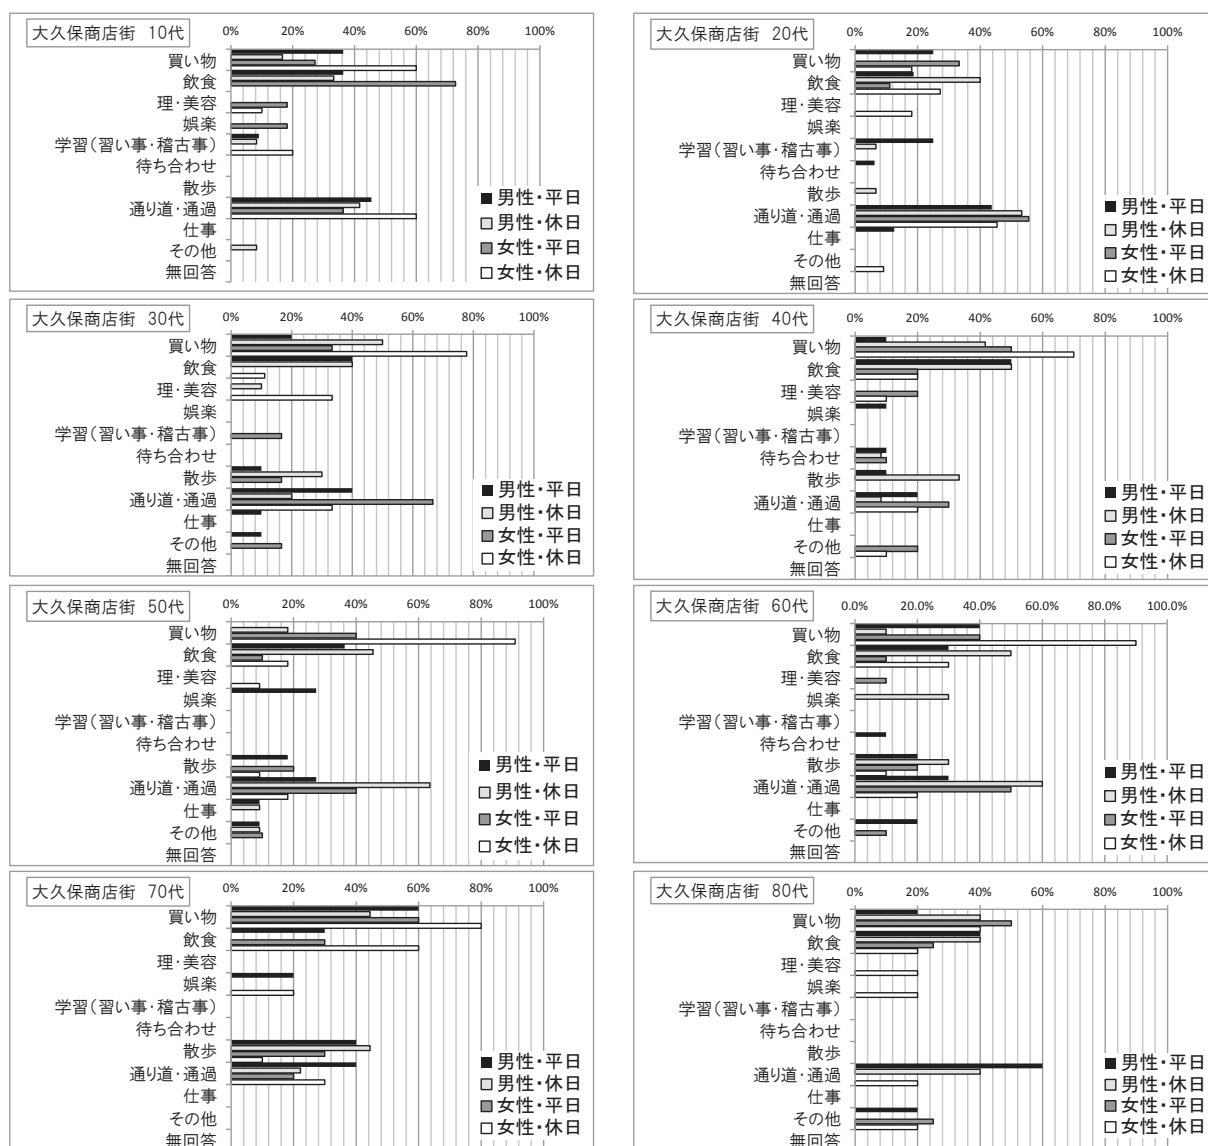 大久保商店街 10代
0% 20% 40% 60% 80% 100%
買い物
飲食
理・美容
娯楽
学習(習い事・稽古事)
待ち合わせ
散歩
通り道・通過
仕事
その他
無回答
■男性・平日
□男性・休日
■女性・平日
□女性・休日
大久保商店街 20代
0% 20% 40% 60% 80% 100%
買い物
飲食
理・美容
娯楽
学習(習い事・稽古事)
待ち合わせ
散歩
通り道・通過
仕事
その他
無回答
■男性・平日
□男性・休日
■女性・平日
□女性・休日
大久保商店街 30代
0% 20% 40% 60% 80% 100%
買い物
飲食
理・美容
娯楽
学習(習い事・稽古事)
待ち合わせ
散歩
通り道・通過
仕事
その他
無回答
■男性・平日
□男性・休日
■女性・平日
□女性・休日
大久保商店街 40代
0% 20% 40% 60% 80% 100%
買い物
飲食
理・美容
娯楽
学習(習い事・稽古事)
待ち合わせ
散歩
通り道・通過
仕事
その他
無回答
■男性・平日
□男性・休日
■女性・平日
□女性・休日
大久保商店街 50代
0% 20% 40% 60% 80% 100%
買い物
飲食
理・美容
娯楽
学習(習い事・稽古事)
待ち合わせ
散歩
通り道・通過
仕事
その他
無回答
■男性・平日
□男性・休日
■女性・平日
□女性・休日
大久保商店街 60代
0.0% 20.0% 40.0% 60.0% 80.0% 100.0%
買い物
飲食
理・美容
娯楽
学習(習い事・稽古事)
待ち合わせ
散歩
通り道・通過
仕事
その他
無回答
■男性・平日
□男性・休日
■女性・平日
□女性・休日
大久保商店街 70代
0% 20% 40% 60% 80% 100%
買い物
飲食
理・美容
娯楽
学習(習い事・稽古事)
待ち合わせ
散歩
通り道・通過
仕事
その他
無回答
■男性・平日
□男性・休日
■女性・平日
□女性・休日
大久保商店街 80代
0% 20% 40% 60% 80% 100%
買い物
飲食
理・美容
娯楽
学習(習い事・稽古事)
待ち合わせ
散歩
通り道・通過
仕事
その他
無回答
■男性・平日
□男性・休日
■女性・平日
□女性・休日